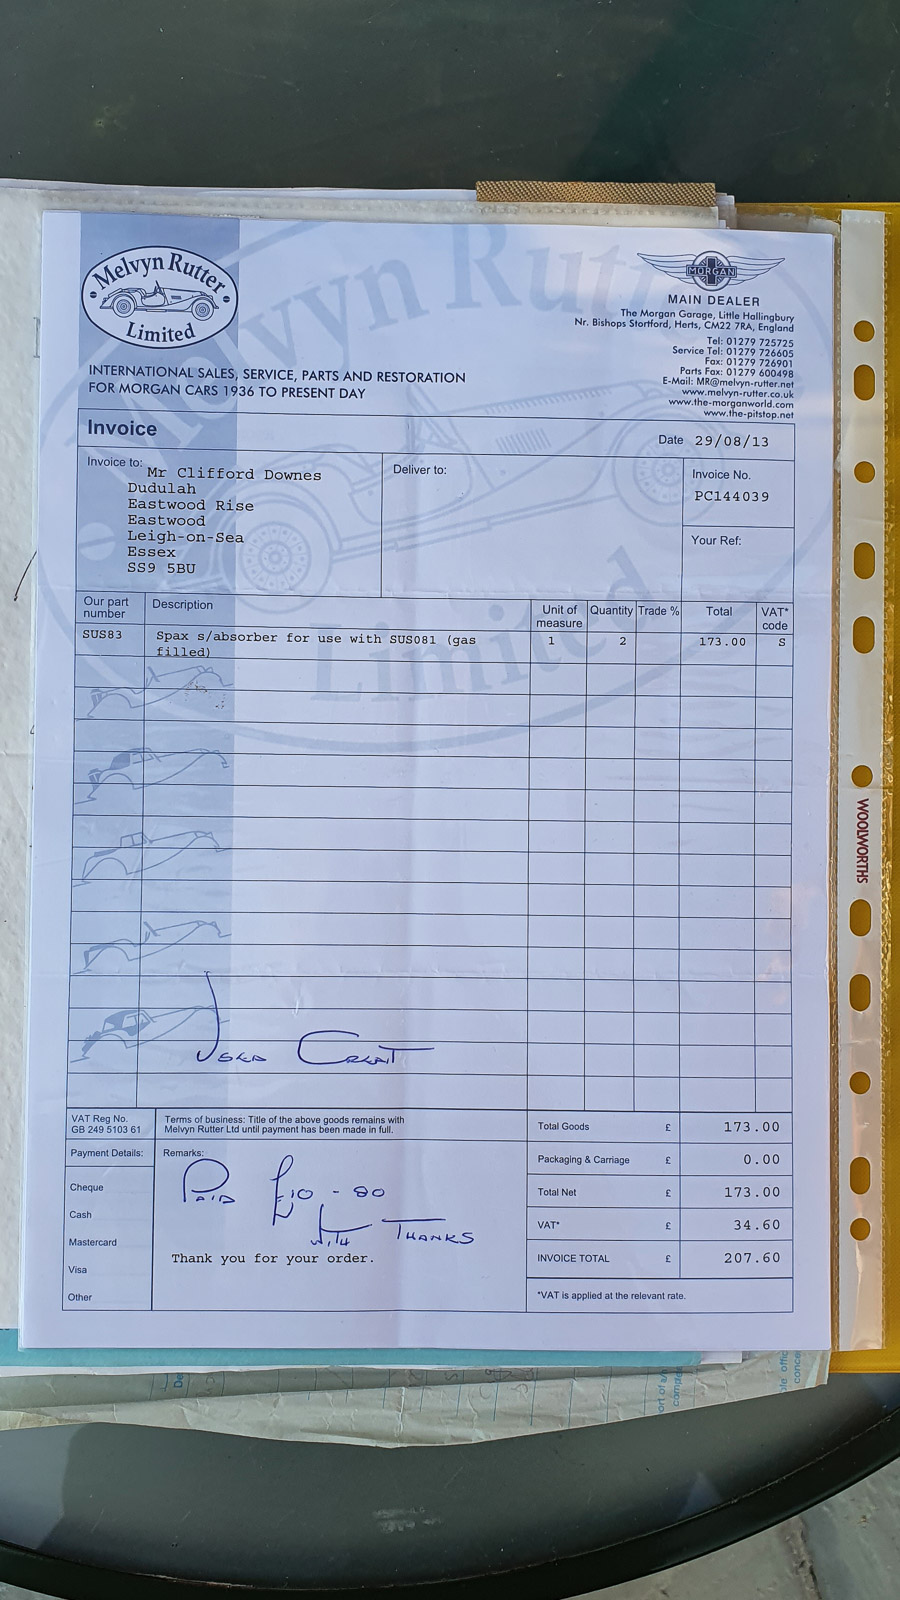 Melvyn Rutter
Limited
MORGAN
MAIN DEALER
The Morgan Garage, Little Hallingbury
Nr. Bishops Stortford, Herts, CM22 7RA, England
Tel: 01279 725725
Service Tel: 01279 726605
Fax: 01279 726901
Parts Fax: 01279 600498
E-Mail: MR@melvyn-rutter.net
www.melvyn-rutter.co.uk
www.the-morganworld.com
www.the-pitstop.net
INTERNATIONAL SALES, SERVICE, PARTS AND RESTORATION
FOR MORGAN CARS 1936 TO PRESENT DAY
Invoice
Date 29/08/13
Invoice to: Mr Clifford Downes
Dudulah
Eastwood Rise
Eastwood
Leigh-on-Sea
Essex
SS9 5BU
Deliver to:
Invoice No.
PC144039
Your Ref:
Our part number Description Unit of measure Quantity Trade % Total VAT* code
SUS83 Spax s/absorber for use with SUS081 (gas 1 2 173.00 S
filled)
Melvyn Rutter
Limited
USED CREDIT
VAT Reg No.
GB 249 5103 61
Terms of business: Title of the above goods remains with
Melvyn Rutter Ltd until payment has been made in full.
Payment Details:
Cheque
Cash
Mastercard
Visa
Other
Remarks:
PAID £10-80
WITH THANKS
Thank you for your order.
Total Goods £ 173.00
Packaging & Carriage £ 0.00
Total Net £ 173.00
VAT* £ 34.60
INVOICE TOTAL £ 207.60
*VAT is applied at the relevant rate.
WOOLWORTHS